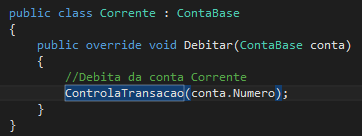 public class Corrente : ContaBase
{
    public override void Debitar(ContaBase conta)
    {
        //Debita da conta Corrente
        ControlaTransacao(conta.Numero);
    }
}